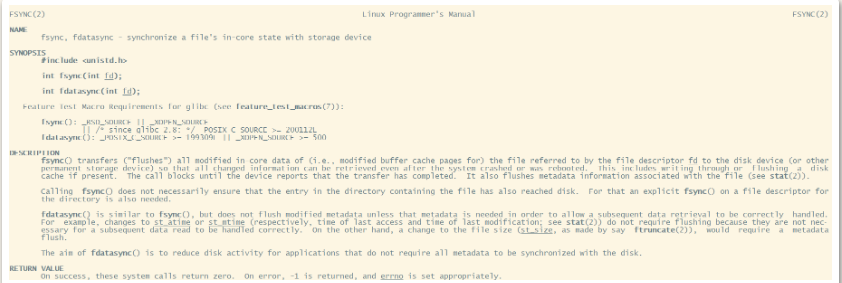 FSYNC(2) Linux Programmer's Manual FSYNC(2)
NAME
fsync, fdatasync - synchronize a file's in-core state with storage device
SYNOPSIS
#include <unistd.h>
int fsync(int fd);
int fdatasync(int fd);
Feature Test Macro Requirements for glibc (see feature_test_macros(7)):
fsync(): _BSD_SOURCE || _XOPEN_SOURCE
|| /* since glibc 2.8: */ _POSIX_C_SOURCE >= 200112L
fdatasync(): _POSIX_C_SOURCE >= 199309L || _XOPEN_SOURCE >= 500
DESCRIPTION
fsync() transfers ("flushes") all modified in-core data of (i.e., modified buffer cache pages for) the file referred to by the file descriptor fd to the disk device (or other
permanent storage device) so that all changed information can be retrieved even after the system crashed or was rebooted. This includes writing through or flushing a disk
cache if present. The call blocks until the device reports that the transfer has completed. It also flushes metadata information associated with the file (see stat(2)).
Calling fsync() does not necessarily ensure that the entry in the directory containing the file has also reached disk. For that an explicit fsync() on a file descriptor for
the directory is also needed.
fdatasync() is similar to fsync(), but does not flush modified metadata unless that metadata is needed in order to allow a subsequent data retrieval to be correctly handled.
For example, changes to st_atime or st_mtime (respectively, time of last access and time of last modification; see stat(2)) do not require flushing because they are not nec-
essary for a subsequent data read to be handled correctly. On the other hand, a change to the file size (st_size, as made by say ftruncate(2)), would require a metadata
flush.
The aim of fdatasync() is to reduce disk activity for applications that do not require all metadata to be synchronized with the disk.
RETURN VALUE
On success, these system calls return zero. On error, -1 is returned, and errno is set appropriately.